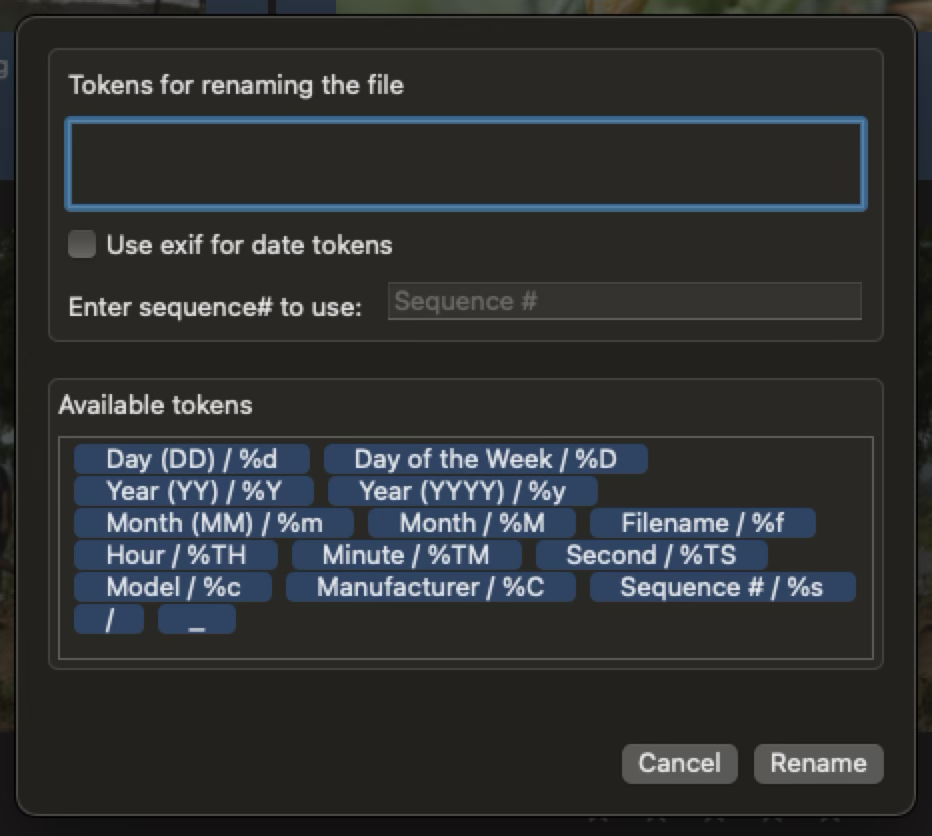 Tokens for renaming the file
Use exif for date tokens
Enter sequence# to use: Sequence #
Available tokens
Day (DD) / %d Day of the Week / %D
Year (YY) / %Y Year (YYYY) / %y
Month (MM) / %m Month / %M Filename / %f
Hour / %TH Minute / %TM Second / %TS
Model / %c Manufacturer / %C Sequence # / %s
/ _
Cancel Rename